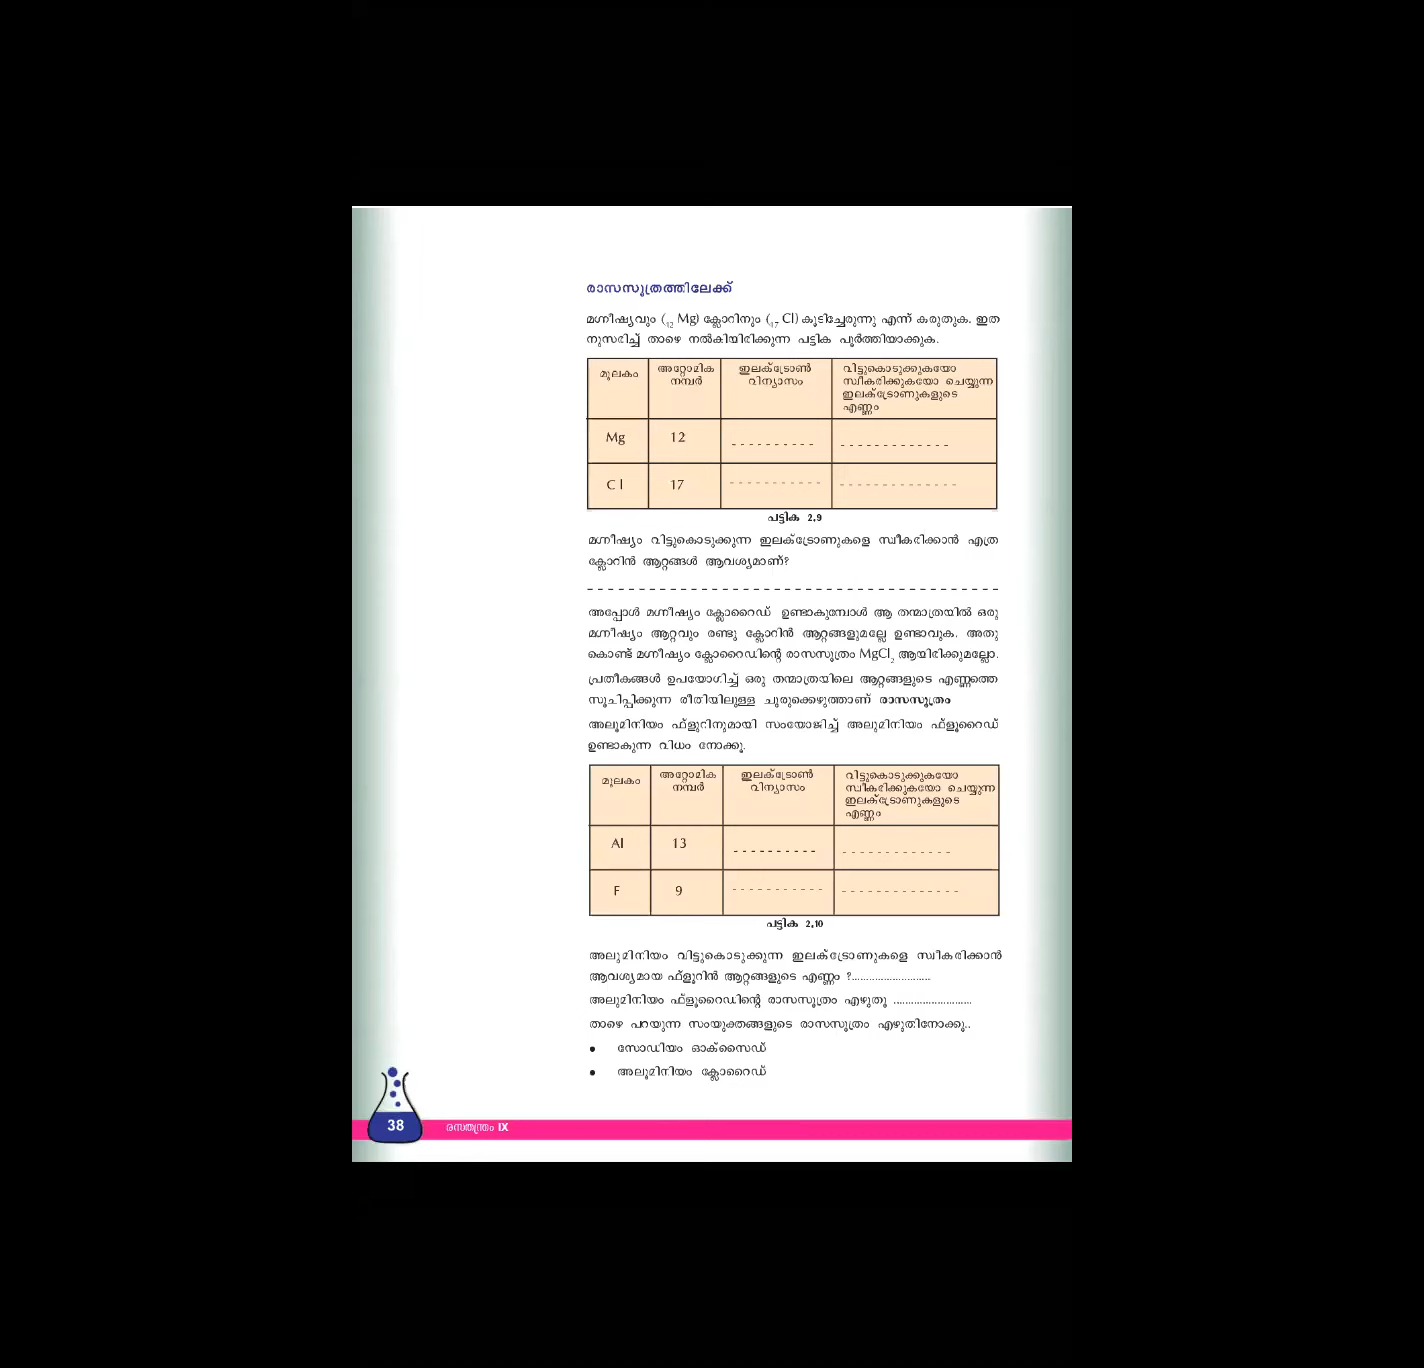 രാസസൂത്രത്തിലേക്ക്
മഗ്നീഷ്യവും (₁₂ Mg) ക്ലോറിനും (₁₇ Cl) കൂടിച്ചേരുന്നു എന്ന് കരുതുക. ഇത
നുസരിച്ച് താഴെ നൽകിയിരിക്കുന്ന പട്ടിക പൂർത്തിയാക്കുക.
മൂലകം അറ്റോമിക നമ്പർ ഇലക്ട്രോൺ വിന്യാസം വിട്ടുകൊടുക്കുകയോ സ്വീകരിക്കുകയോ ചെയ്യുന്ന ഇലക്ട്രോണുകളുടെ എണ്ണം
Mg 12 - - - - - - - - - - - - - - - - - - - - - - -
Cl 17 - - - - - - - - - - - - - - - - - - - - - - - - -
പട്ടിക 2.9
മഗ്നീഷ്യം വിട്ടുകൊടുക്കുന്ന ഇലക്ട്രോണുകളെ സ്വീകരിക്കാൻ എത്ര
ക്ലോറിൻ ആറ്റങ്ങൾ ആവശ്യമാണ്?
- - - - - - - - - - - - - - - - - - - - - - - - - - - - - - - - - - - - - - - -
അപ്പോൾ മഗ്നീഷ്യം ക്ലോറൈഡ് ഉണ്ടാകുമ്പോൾ ആ തന്മാത്രയിൽ ഒരു
മഗ്നീഷ്യം ആറ്റവും രണ്ടു ക്ലോറിൻ ആറ്റങ്ങളുമല്ലേ ഉണ്ടാവുക. അതു
കൊണ്ട് മഗ്നീഷ്യം ക്ലോറൈഡിന്റെ രാസസൂത്രം MgCl₂ ആയിരിക്കുമല്ലോ.
പ്രതീകങ്ങൾ ഉപയോഗിച്ച് ഒരു തന്മാത്രയിലെ ആറ്റങ്ങളുടെ എണ്ണത്തെ
സൂചിപ്പിക്കുന്ന രീതിയിലുള്ള ചുരുക്കെഴുത്താണ് രാസസൂത്രം
അലൂമിനിയം ഫ്ളൂറിനുമായി സംയോജിച്ച് അലുമിനിയം ഫ്ളൂറൈഡ്
ഉണ്ടാകുന്ന വിധം നോക്കൂ.
മൂലകം അറ്റോമിക നമ്പർ ഇലക്ട്രോൺ വിന്യാസം വിട്ടുകൊടുക്കുകയോ സ്വീകരിക്കുകയോ ചെയ്യുന്ന ഇലക്ട്രോണുകളുടെ എണ്ണം
Al 13 - - - - - - - - - - - - - - - - - - - - - - -
F 9 - - - - - - - - - - - - - - - - - - - - - - - - -
പട്ടിക 2.10
അലുമിനിയം വിട്ടുകൊടുക്കുന്ന ഇലക്ട്രോണുകളെ സ്വീകരിക്കാൻ
ആവശ്യമായ ഫ്ളൂറിൻ ആറ്റങ്ങളുടെ എണ്ണം ?...........................
അലുമിനിയം ഫ്ളൂറൈഡിന്റെ രാസസൂത്രം എഴുതൂ ...........................
താഴെ പറയുന്ന സംയുക്തങ്ങളുടെ രാസസൂത്രം എഴുതിനോക്കൂ..
• സോഡിയം ഓക്സൈഡ്
• അലൂമിനിയം ക്ലോറൈഡ്
38 രസതന്ത്രം IX